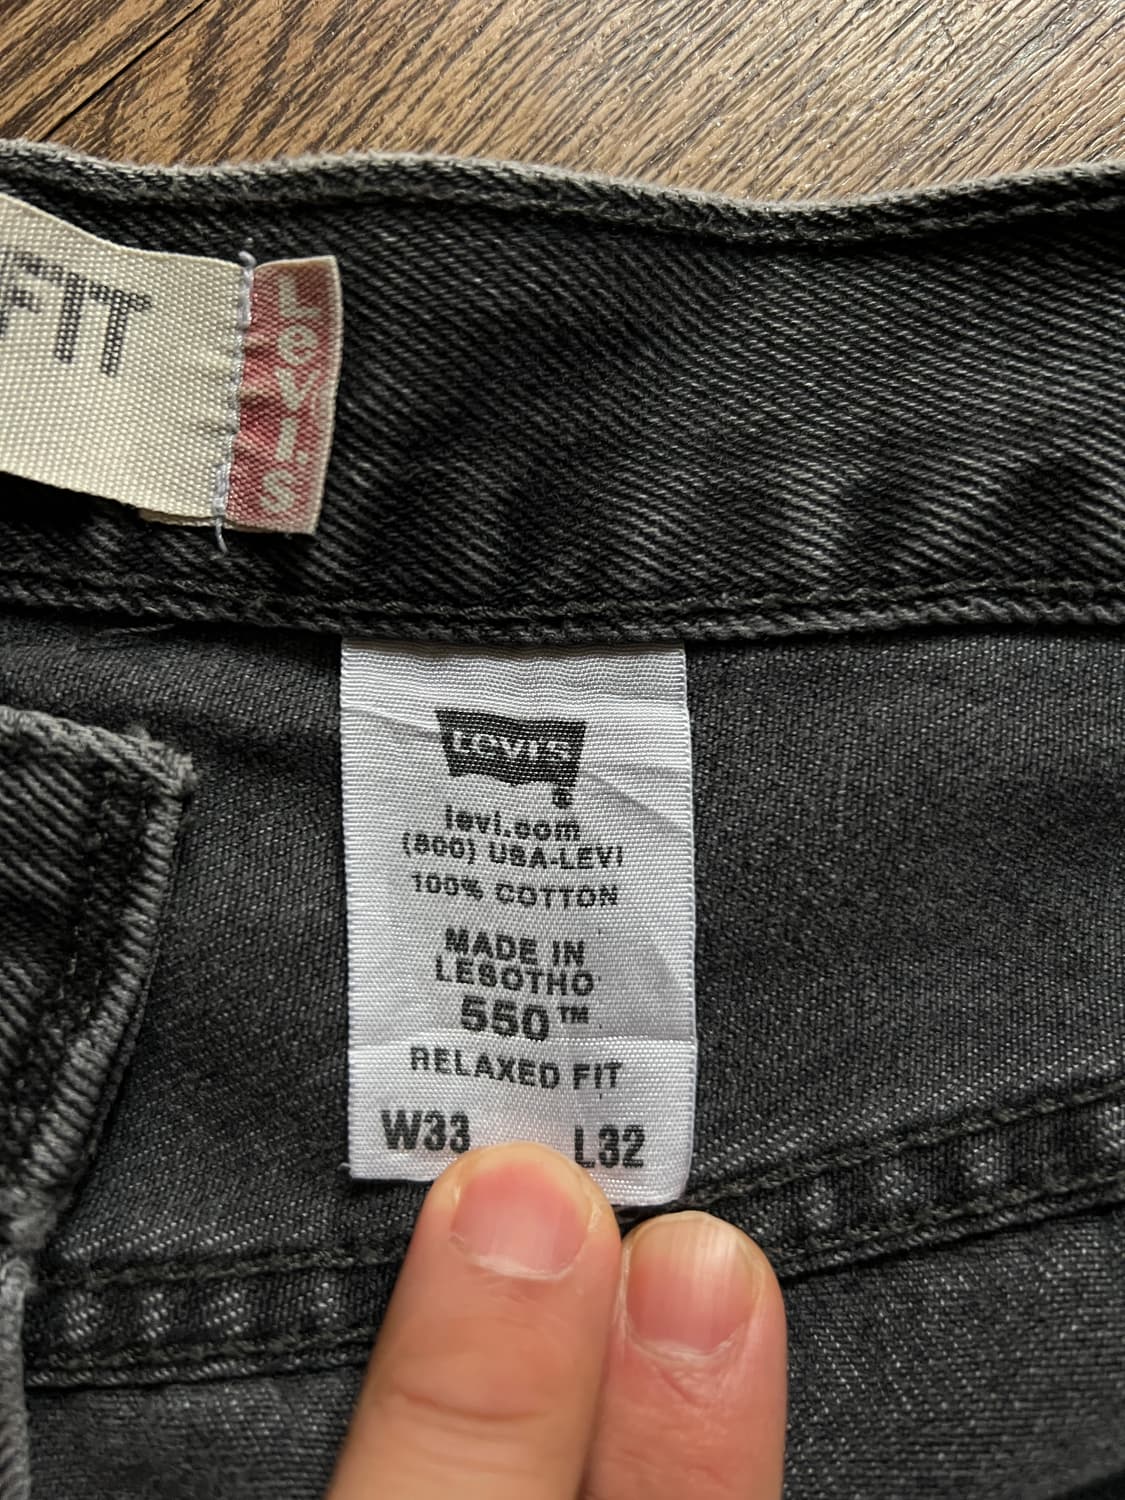 FIT
Levi's
LEVI'S
®
levi.com
(800) USA-LEVI
100% COTTON
MADE IN
LESOTHO
550™
RELAXED FIT
W33 L32